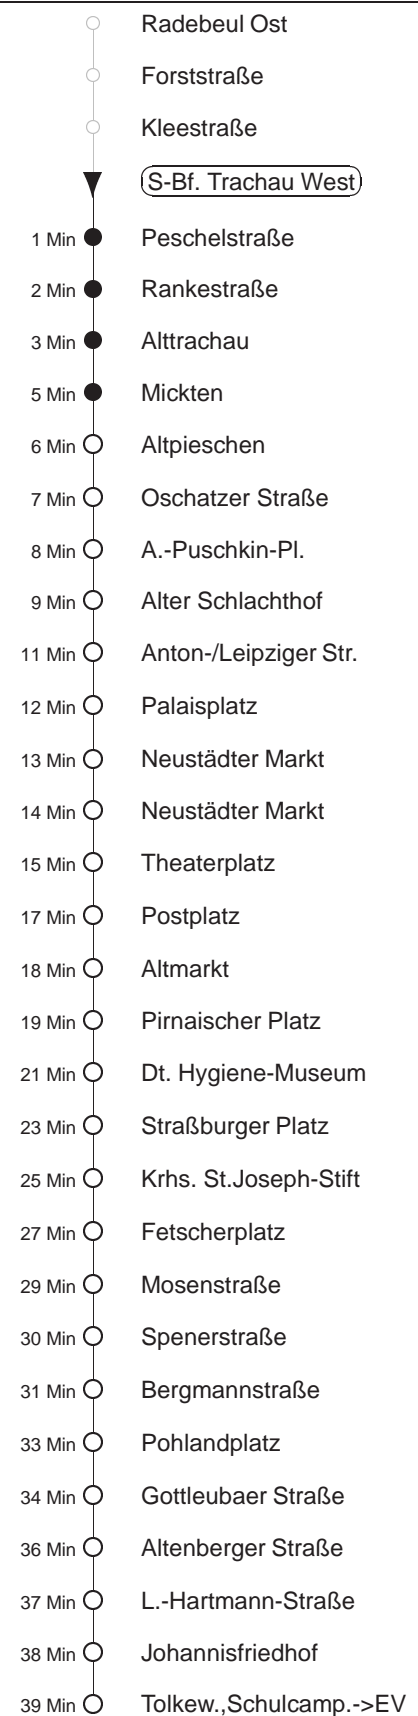 Radebeul Ost
Forststraße
Kleestraße
S-Bf. Trachau West
1 Min Peschelstraße
2 Min Rankestraße
3 Min Alttrachau
5 Min Mickten
6 Min Altpieschen
7 Min Oschatzer Straße
8 Min A.-Puschkin-Pl.
9 Min Alter Schlachthof
11 Min Anton-/Leipziger Str.
12 Min Palaisplatz
13 Min Neustädter Markt
14 Min Neustädter Markt
15 Min Theaterplatz
17 Min Postplatz
18 Min Altmarkt
19 Min Pirnaischer Platz
21 Min Dt. Hygiene-Museum
23 Min Straßburger Platz
25 Min Krhs. St.Joseph-Stift
27 Min Fetscherplatz
29 Min Mosenstraße
30 Min Spenerstraße
31 Min Bergmannstraße
33 Min Pohlandplatz
34 Min Gottleubaer Straße
36 Min Altenberger Straße
37 Min L.-Hartmann-Straße
38 Min Johannisfriedhof
39 Min Tolkew.,Schulcamp.->EV